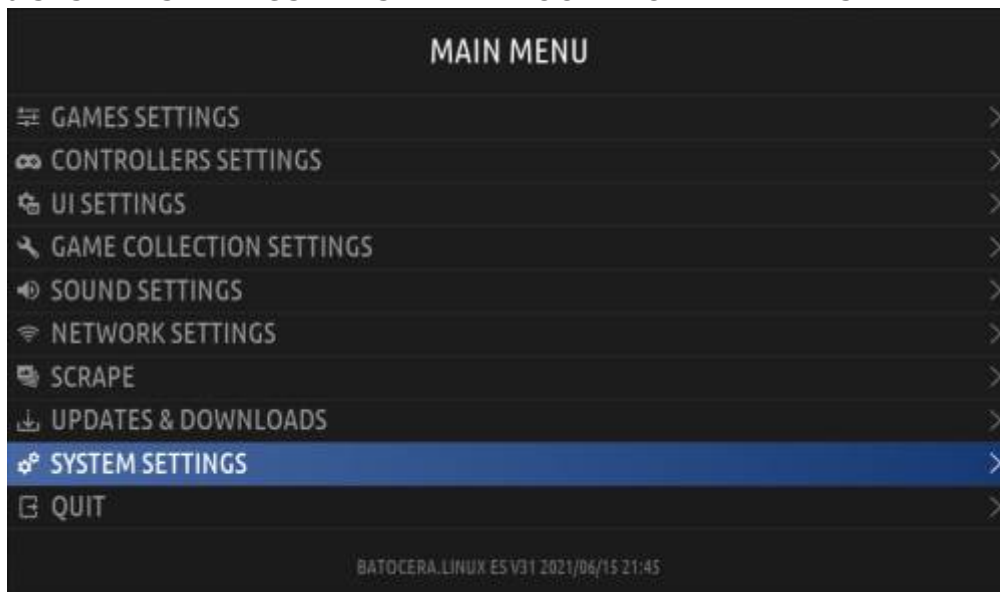 MAIN MENU
GAMES SETTINGS
CONTROLLERS SETTINGS
UI SETTINGS
GAME COLLECTION SETTINGS
SOUND SETTINGS
NETWORK SETTINGS
SCRAPE
UPDATES & DOWNLOADS
SYSTEM SETTINGS
QUIT
BATOCERA.LINUX ES V31 2021/06/15 21:45